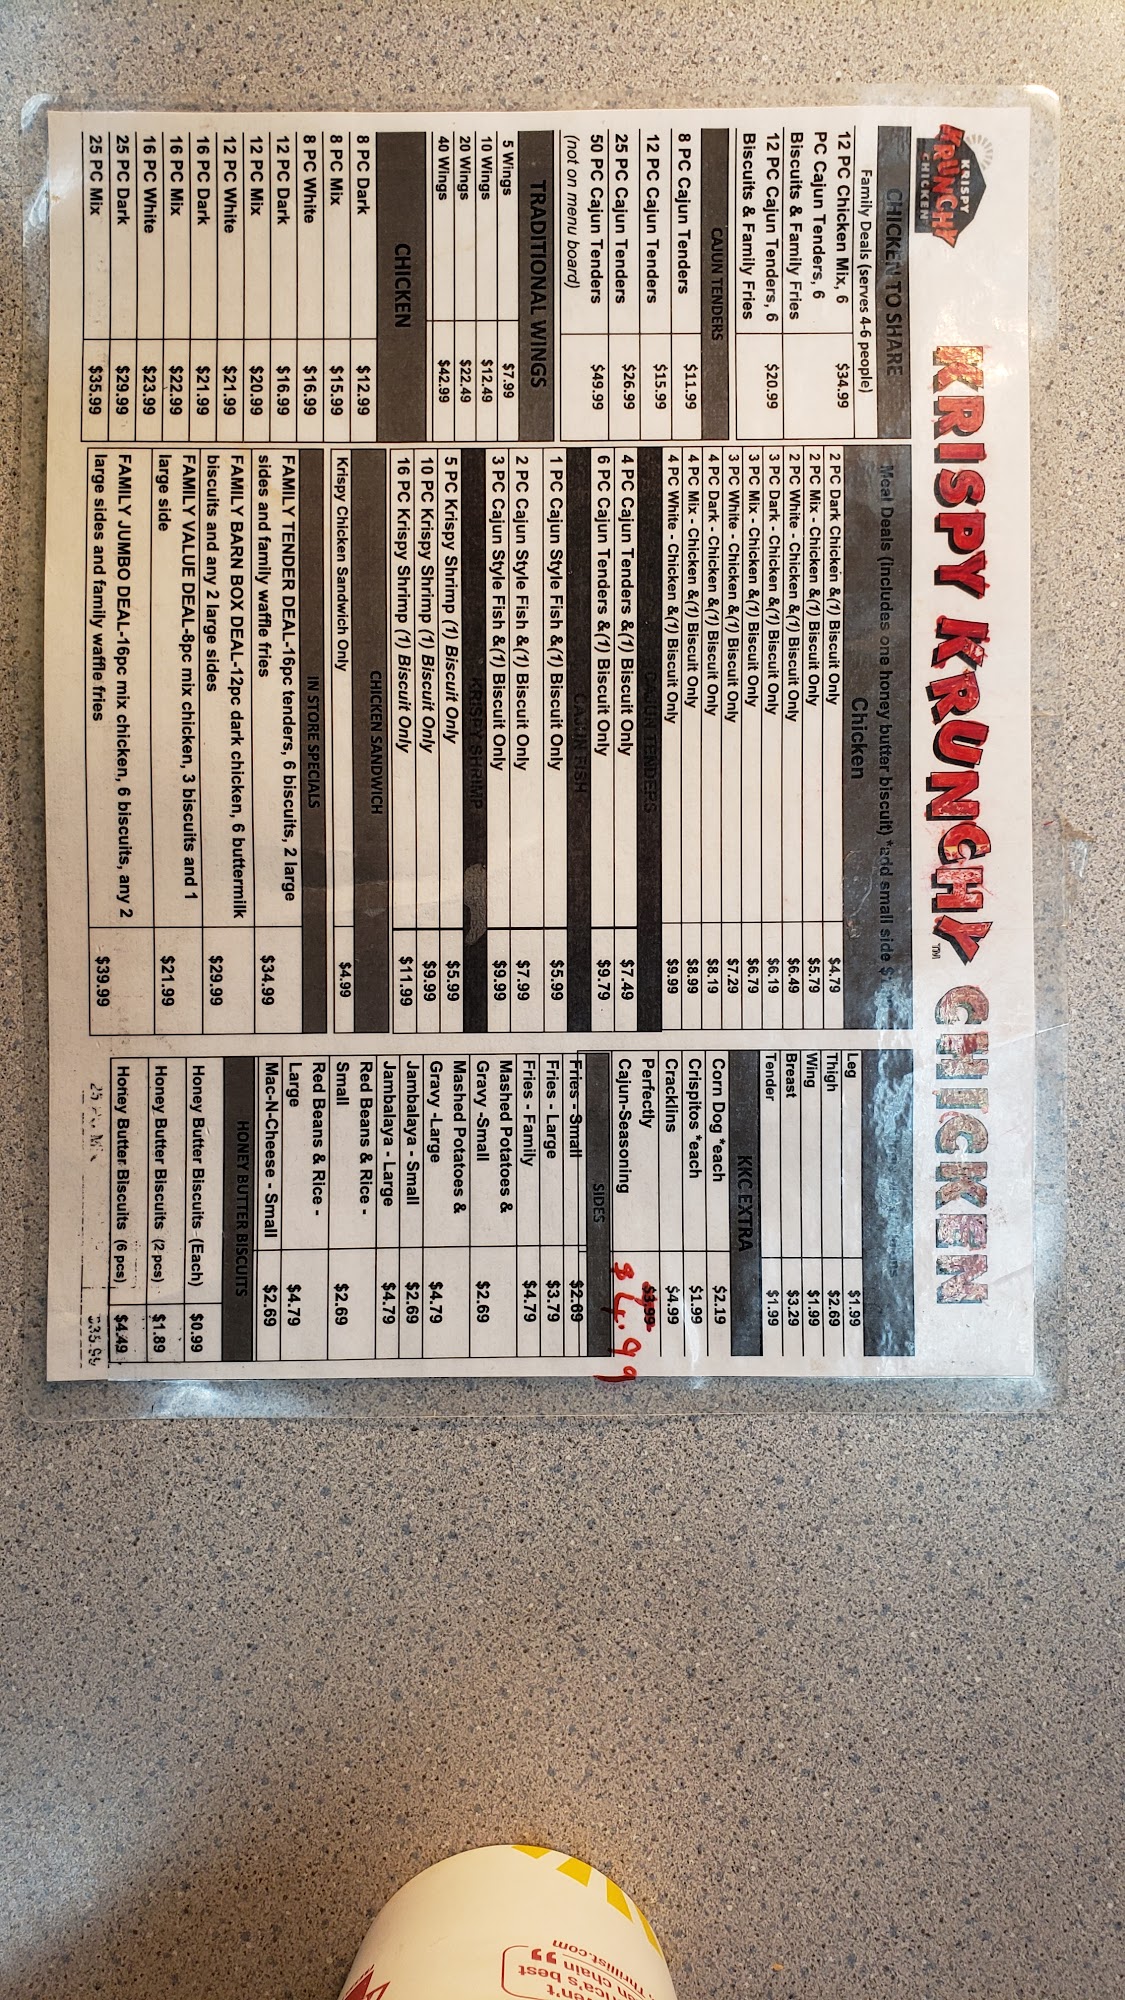 KRISPY
KRUNCHY
CHICKEN
KRISPY KRUNCHY™ CHICKEN
CHICKEN TO SHARE
Family Deals (serves 4-6 people)
12 PC Chicken Mix, 6 $34.99
PC Cajun Tenders, 6
Biscuits & Family Fries
12 PC Cajun Tenders, 6 $20.99
Biscuits & Family Fries
CAJUN TENDERS
8 PC Cajun Tenders $11.99
12 PC Cajun Tenders $15.99
25 PC Cajun Tenders $26.99
50 PC Cajun Tenders $49.99
(not on menu board)
TRADITIONAL WINGS
5 Wings $7.99
10 Wings $12.49
20 Wings $22.49
40 Wings $42.99
CHICKEN
8 PC Dark $12.99
8 PC Mix $15.99
8 PC White $16.99
12 PC Dark $16.99
12 PC Mix $20.99
12 PC White $21.99
16 PC Dark $21.99
16 PC Mix $22.99
16 PC White $23.99
25 PC Dark $29.99
25 PC Mix $35.99
Meal Deals (includes one honey butter biscuit) *add small side $
Chicken
2 PC Dark Chicken &(1) Biscuit Only $4.79
2 PC Mix - Chicken &(1) Biscuit Only $5.79
2 PC White - Chicken &(1) Biscuit Only $6.49
3 PC Dark - Chicken &(1) Biscuit Only $6.19
3 PC Mix - Chicken &(1) Biscuit Only $6.79
3 PC White - Chicken &(1) Biscuit Only $7.29
4 PC Dark - Chicken &(1) Biscuit Only $8.19
4 PC Mix - Chicken &(1) Biscuit Only $8.99
4 PC White - Chicken &(1) Biscuit Only $9.99
CAJUN TENDERS
4 PC Cajun Tenders &(1) Biscuit Only $7.49
6 PC Cajun Tenders &(1) Biscuit Only $9.79
CAJUN FISH
1 PC Cajun Style Fish &(1) Biscuit Only $5.99
2 PC Cajun Style Fish &(1) Biscuit Only $7.99
3 PC Cajun Style Fish &(1) Biscuit Only $9.99
KRISPY SHRIMP
5 PC Krispy Shrimp (1) Biscuit Only $5.99
10 PC Krispy Shrimp (1) Biscuit Only $9.99
16 PC Krispy Shrimp (1) Biscuit Only $11.99
CHICKEN SANDWICH
Krispy Chicken Sandwich Only $4.99
IN STORE SPECIALS
FAMILY TENDER DEAL-16pc tenders, 6 biscuits, 2 large $34.99
sides and family waffle fries
FAMILY BARN BOX DEAL-12pc dark chicken, 6 buttermilk $29.99
biscuits and any 2 large sides
FAMILY VALUE DEAL-8pc mix chicken, 3 biscuits and 1 $21.99
large side
FAMILY JUMBO DEAL-16pc mix chicken, 6 biscuits, any 2 $39.99
large sides and family waffle fries
Leg $1.99
Thigh $2.69
Wing $1.99
Breast $3.29
Tender $1.99
KKC EXTRA
Corn Dog *each $2.19
Crispitos *each $1.99
Cracklins $4.99
Perfectly $3.99
Cajun-Seasoning $4.99
SIDES
Fries - Small $2.69
Fries - Large $3.79
Fries - Family $4.79
Mashed Potatoes & $2.69
Gravy -Small
Mashed Potatoes & $4.79
Gravy -Large
Jambalaya - Small $2.69
Jambalaya - Large $4.79
Red Beans & Rice - $2.69
Small
Red Beans & Rice - $4.79
Large
Mac-N-Cheese - Small $2.69
HONEY BUTTER BISCUITS
Honey Butter Biscuits (Each) $0.99
Honey Butter Biscuits (2 pcs) $1.89
Honey Butter Biscuits (6 pcs) $4.49
Thrillist.com